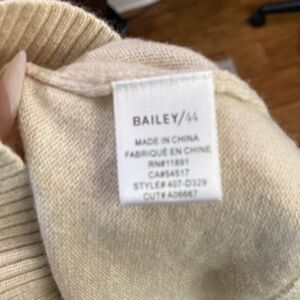 BAILEY/44
MADE IN CHINA
FABRIQUÉ EN CHINE
RN#11891
CA#54517
STYLE# 407-D329
CUT# A06667